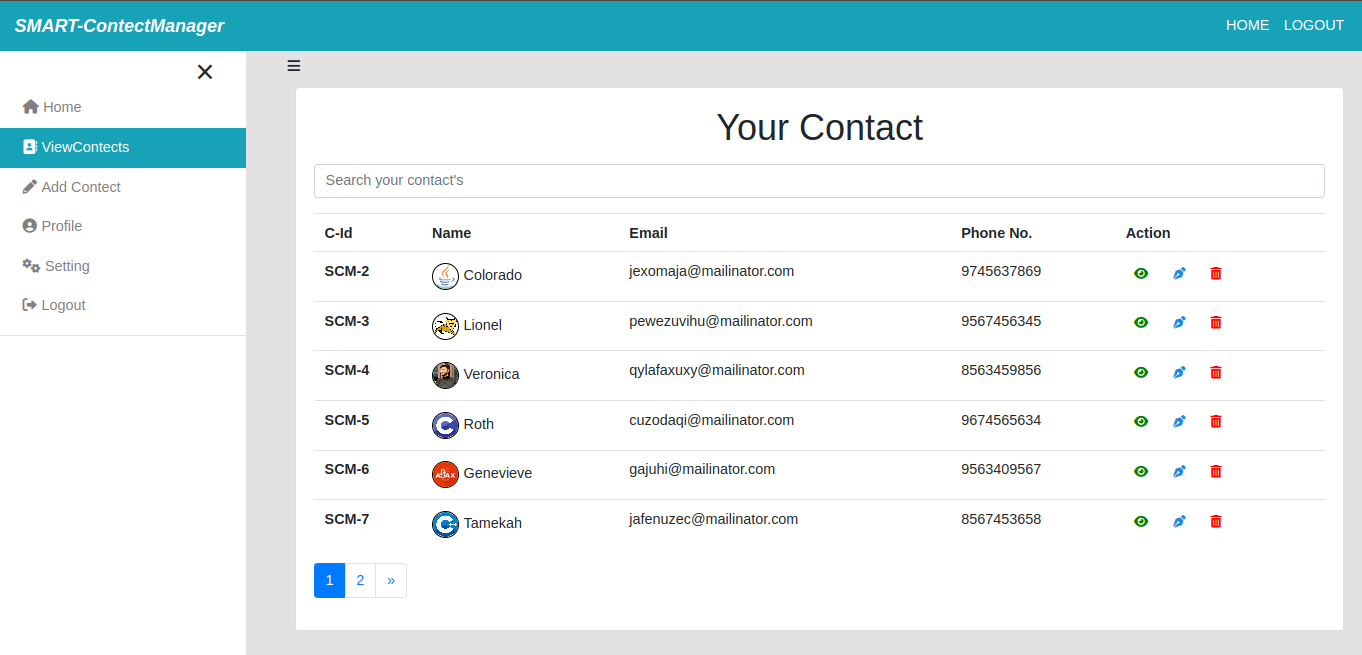 SMART-ContectManager
HOME LOGOUT
Home
ViewContects
Add Contect
Profile
Setting
Logout
Your Contact
Search your contact's
C-Id Name Email Phone No. Action
SCM-2 Colorado jexomaja@mailinator.com 9745637869
SCM-3 Lionel pewezuvihu@mailinator.com 9567456345
SCM-4 Veronica qylafaxuxy@mailinator.com 8563459856
SCM-5 Roth cuzodaqi@mailinator.com 9674565634
SCM-6 AJAX Genevieve gajuhi@mailinator.com 9563409567
SCM-7 Tamekah jafenuzec@mailinator.com 8567453658
1 2 »